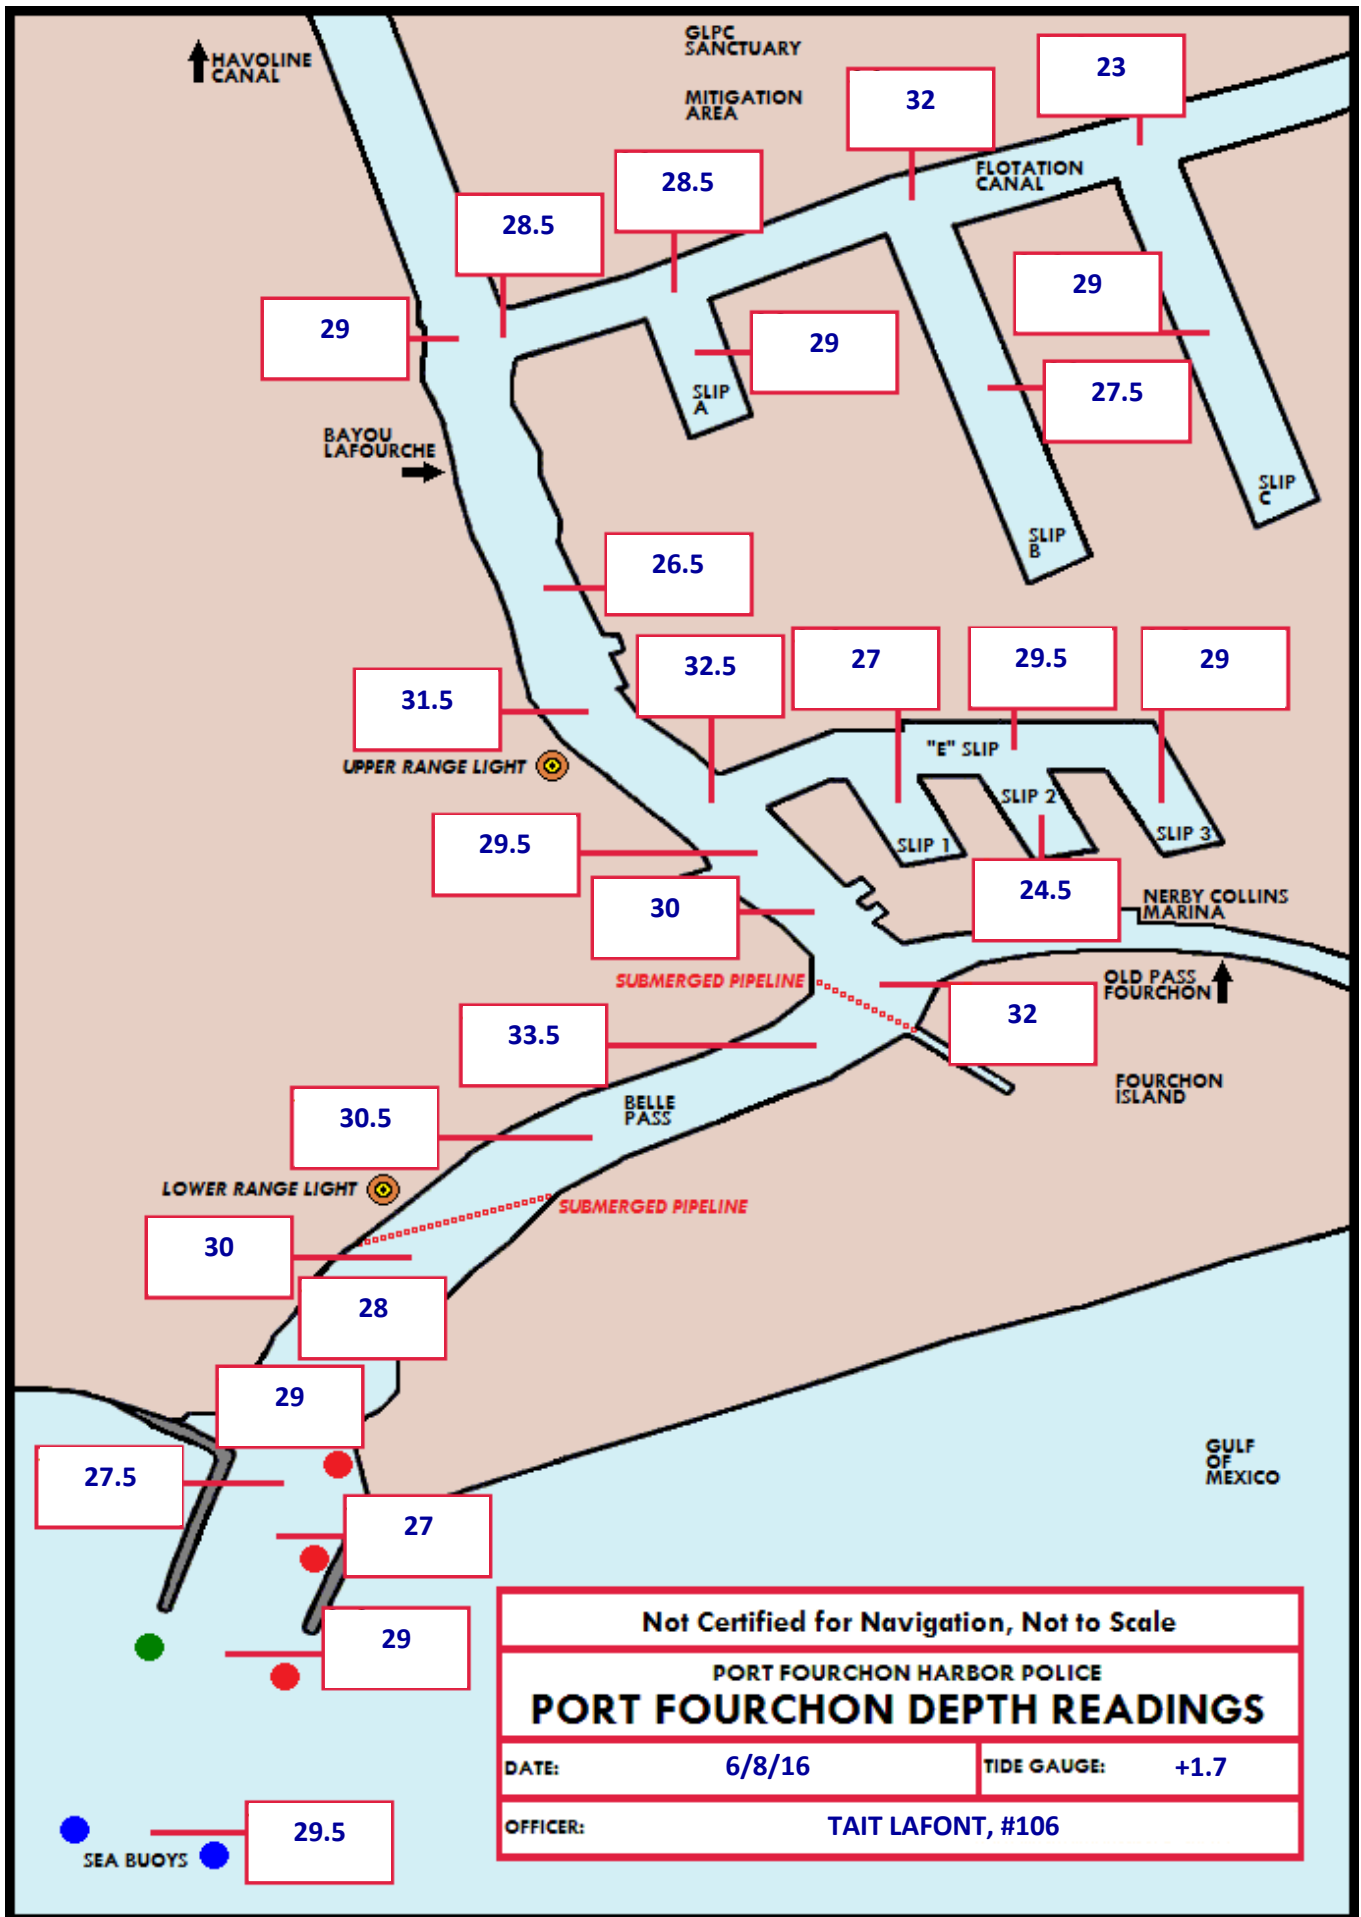 GLPC
SANCTUARY
HAVOLINE
CANAL
23
32
MITIGATION
AREA
FLOTATION
CANAL
28.5
28.5
29
29
29
27.5
SLIP
A
BAYOU
LAFOURCHE
SLIP
C
SLIP
B
26.5
32.5
27
29.5
29
31.5
"E" SLIP
UPPER RANGE LIGHT
SLIP 2
SLIP 1
SLIP 3
29.5
24.5
30
NERBY COLLINS
MARINA
SUBMERGED PIPELINE
OLD PASS
FOURCHON
32
33.5
FOURCHON
ISLAND
BELLE
PASS
30.5
LOWER RANGE LIGHT
SUBMERGED PIPELINE
30
28
29
27.5
GULF
OF
MEXICO
27
29
Not Certified for Navigation, Not to Scale
PORT FOURCHON HARBOR POLICE
PORT FOURCHON DEPTH READINGS
DATE: 6/8/16 TIDE GAUGE: +1.7
OFFICER: TAIT LAFONT, #106
29.5
SEA BUOYS